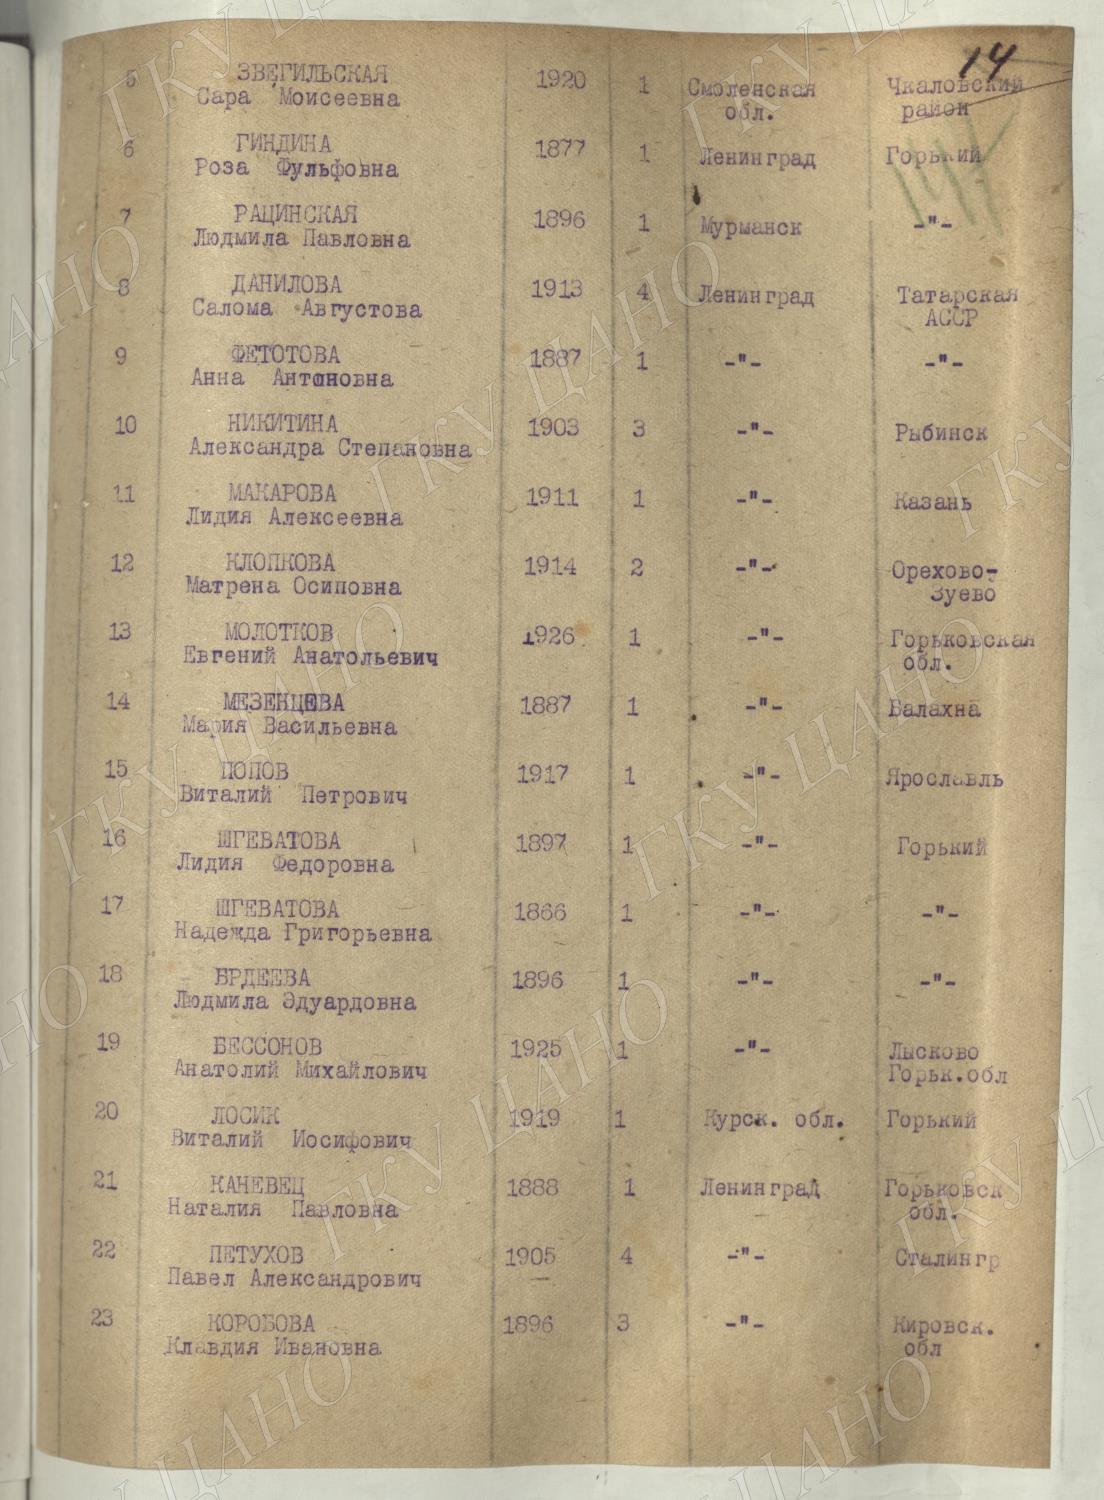 14
5 ЗВЕГИЛЬСКАЯ 1920 1 Смоленская Чкаловский
Сара Моисеевна обл. район
6 ГИНДИНА 1877 1 Ленинград Горький
Роза Фульфовна
7 РАЦИНСКАЯ 1896 1 Мурманск -"-
Людмила Павловна
8 ДАНИЛОВА 1913 4 Ленинград Татарская
Салома Августова АССР
9 ФЕТОТОВА 1887 1 -"- -"-
Анна Антоновна
10 НИКИТИНА 1903 3 -"- Рыбинск
Александра Степановна
11 МАКАРОВА 1911 1 -"- Казань
Лидия Алексеевна
12 КЛОПКОВА 1914 2 -"- Орехово-
Матрена Осиповна Зуево
13 МОЛОТКОВ 1926 1 -"- Горьковская
Евгений Анатольевич обл.
14 МЕЗЕНЦЕВА 1887 1 -"- Балахна
Мария Васильевна
15 ПОПОВ 1917 1 -"- Ярославль
Виталий Петрович
16 ШГЕВАТОВА 1897 1 -"- Горький
Лидия Федоровна
17 ШГЕВАТОВА 1866 1 -"- -"-
Надежда Григорьевна
18 БРДЕЕВА 1896 1 -"- -"-
Людмила Эдуардовна
19 БЕССОНОВ 1925 1 -"- Лысково
Анатолий Михайлович Горьк.обл
20 ЛОСИК 1919 1 Курск. обл. Горький
Виталий Иосифович
21 КАНЕВЕЦ 1888 1 Ленинград Горьковск
Наталия Павловна обл.
22 ПЕТУХОВ 1905 4 -"- Сталингр
Павел Александрович
23 КОРОБОВА 1896 3 -"- Кировск.
Клавдия Ивановна обл